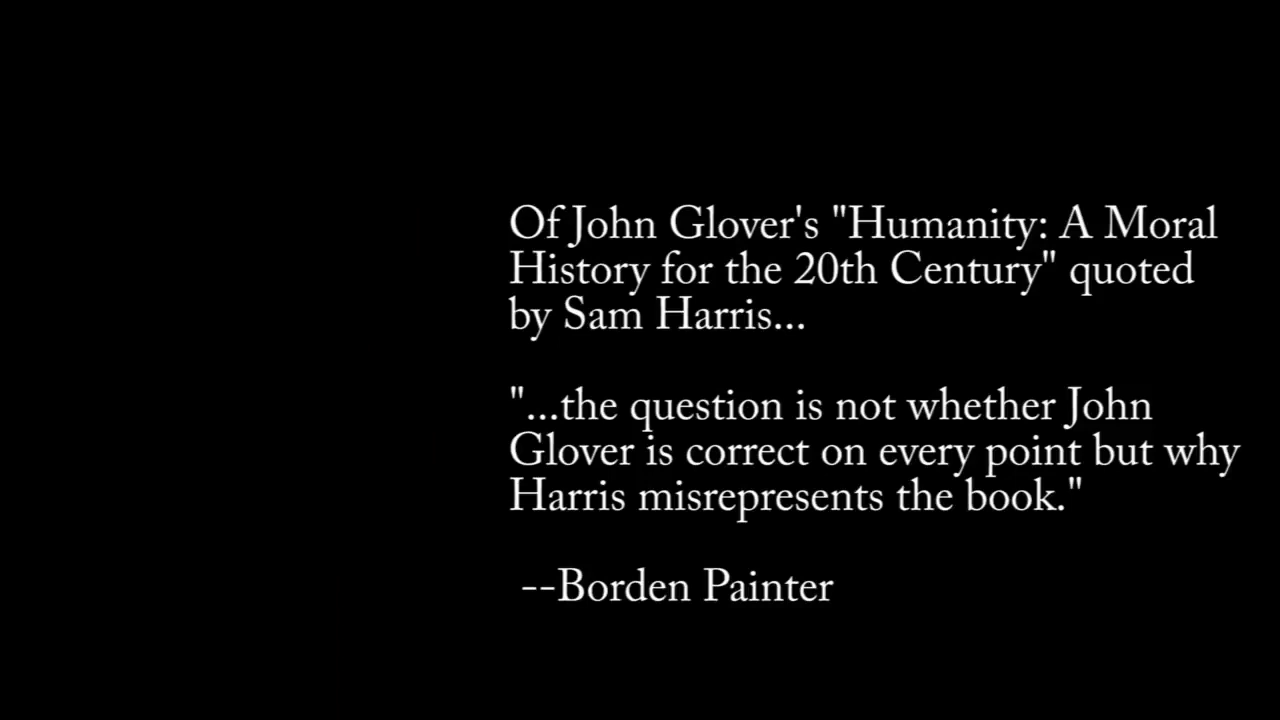 Of John Glover's "Humanity: A Moral
History for the 20th Century" quoted
by Sam Harris...
"...the question is not whether John
Glover is correct on every point but why
Harris misrepresents the book."
--Borden Painter